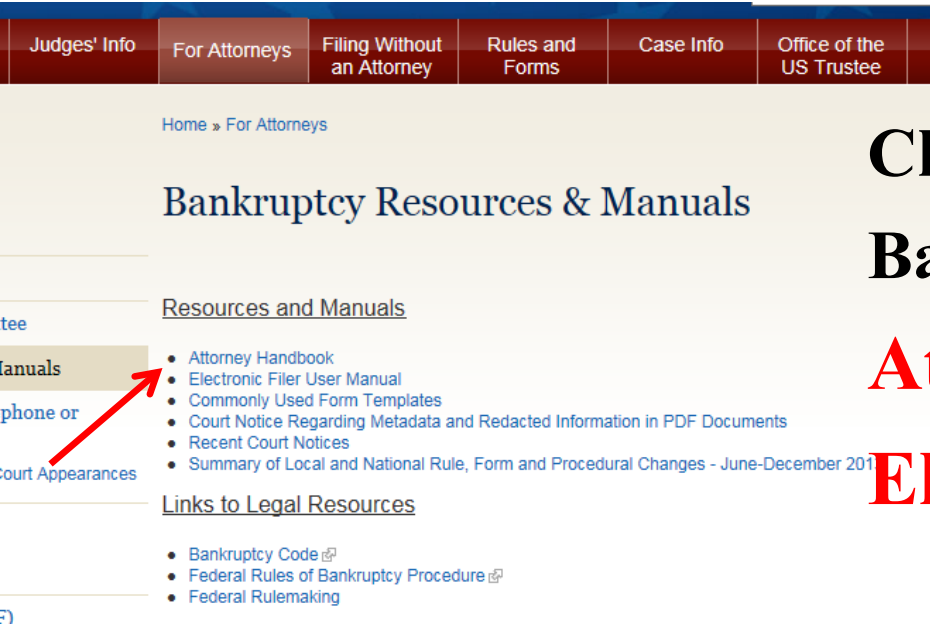 Judges' Info
For Attorneys
Filing Without
an Attorney
Rules and
Forms
Case Info
Office of the
US Trustee
Home » For Attorneys
Bankruptcy Resources & Manuals
Resources and Manuals
• Attorney Handbook
• Electronic Filer User Manual
• Commonly Used Form Templates
• Court Notice Regarding Metadata and Redacted Information in PDF Documents
• Recent Court Notices
• Summary of Local and National Rule, Form and Procedural Changes - June-December
Links to Legal Resources
• Bankruptcy Code
• Federal Rules of Bankruptcy Procedure
• Federal Rulemaking
phone or
Court Appearances